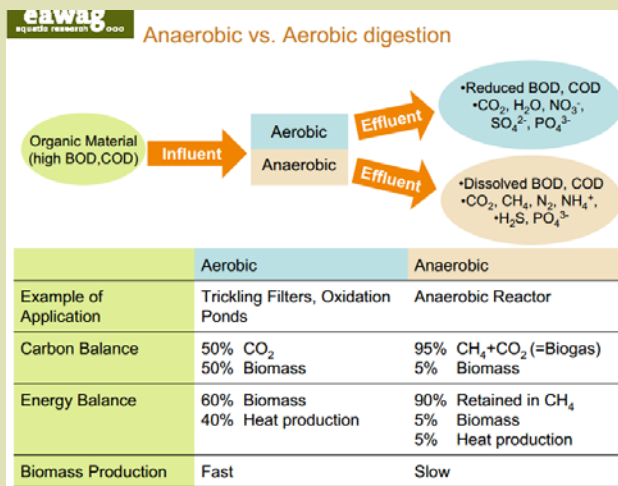 eawag
aquatic research ooo
Anaerobic vs. Aerobic digestion
Organic Material
(high BOD,COD)
Influent
Aerobic
Anaerobic
Effluent
Effluent
•Reduced BOD, COD
•CO₂, H₂O, NO₃⁻,
SO₄²⁻, PO₄³⁻
•Dissolved BOD, COD
•CO₂, CH₄, N₂, NH₄⁺,
•H₂S, PO₄³⁻
Aerobic Anaerobic
Example of Trickling Filters, Oxidation Anaerobic Reactor
Application Ponds
Carbon Balance 50% CO₂ 95% CH₄+CO₂ (=Biogas)
50% Biomass 5% Biomass
Energy Balance 60% Biomass 90% Retained in CH₄
40% Heat production 5% Biomass
5% Heat production
Biomass Production Fast Slow